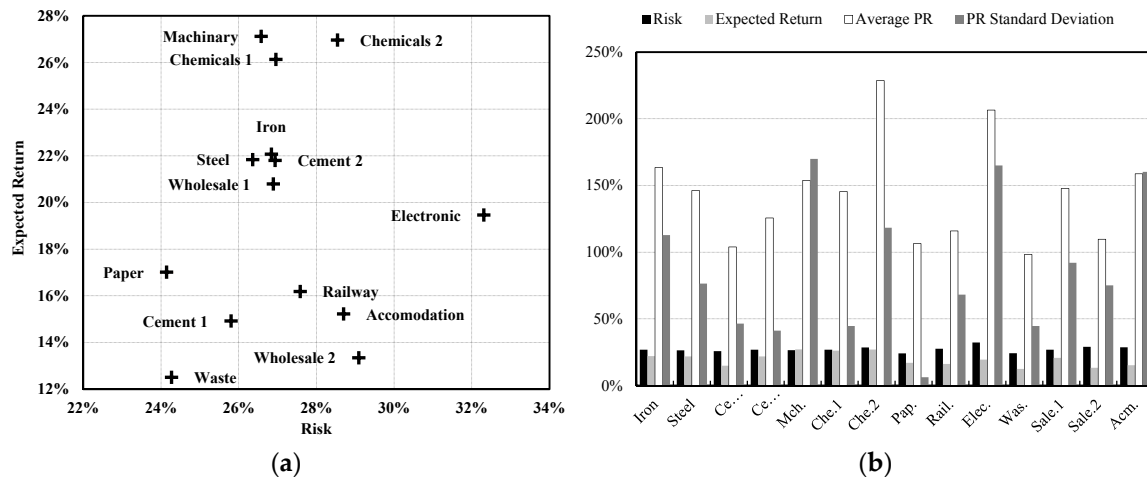 28%
26%
24%
22%
20%
18%
16%
14%
12%
22% 24% 26% 28% 30% 32% 34%
Expected Return
Risk
Machinary
Chemicals 2
Chemicals 1
Iron
Steel
Cement 2
Wholesale 1
Electronic
Paper
Railway
Cement 1
Accomodation
Wholesale 2
Waste
(a)
Risk Expected Return Average PR PR Standard Deviation
250%
200%
150%
100%
50%
0%
Iron Steel Ce… Ce… Mch. Che.1 Che.2 Pap. Rail. Elec. Was. Sale.1 Sale.2 Acm.
(b)